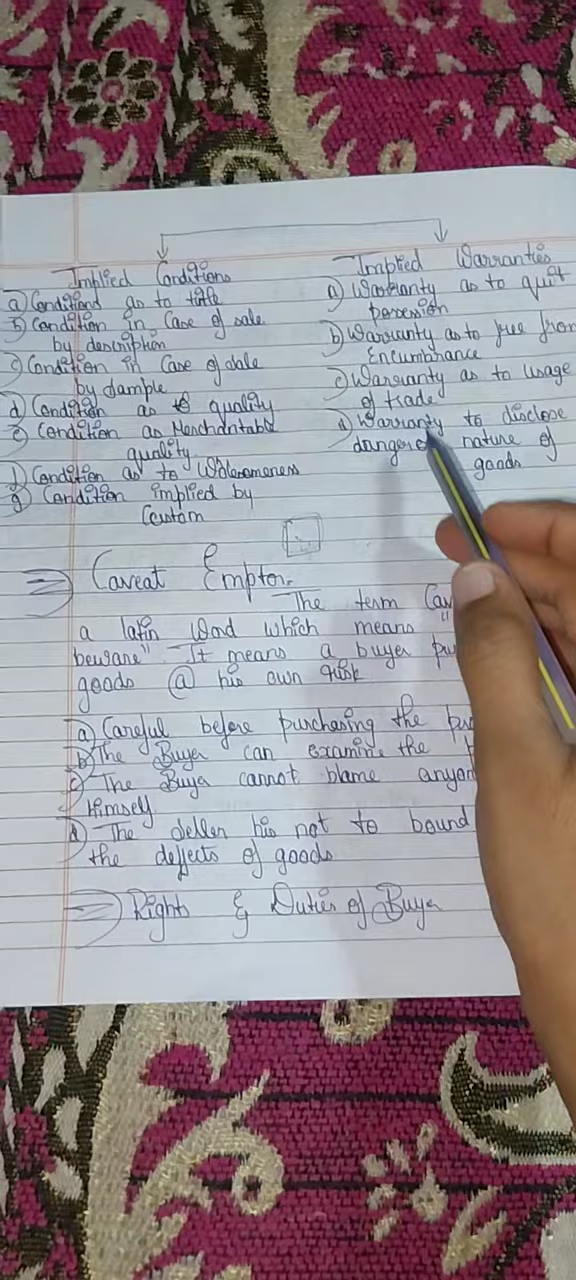 Implied Conditions
a) Conditions as to title
b) Condition in Case of sale
by description
c) Condition in Case of sale
by sample
d) Condition as to quality
e) Condition as Merchantable
quality
f) Condition as to Wholesomeness
g) Condition implied by
Custom
Implied Warranties
a) Warranty as to quit
possession
b) Warranty as to free from
Encumbrance
c) Warranty as to usage
of trade
d) Warranty to disclose
nature of
goods
Caveat Emptor-
The term
a latin word which means "
beware" It means a buyer
goods @ his own risk
a) Careful before purchasing the
b) The Buyer can examine the
c) The Buyer cannot blame
Himself
d) The seller his not to bound
the deffects of goods
Rights & Duties of Buyer